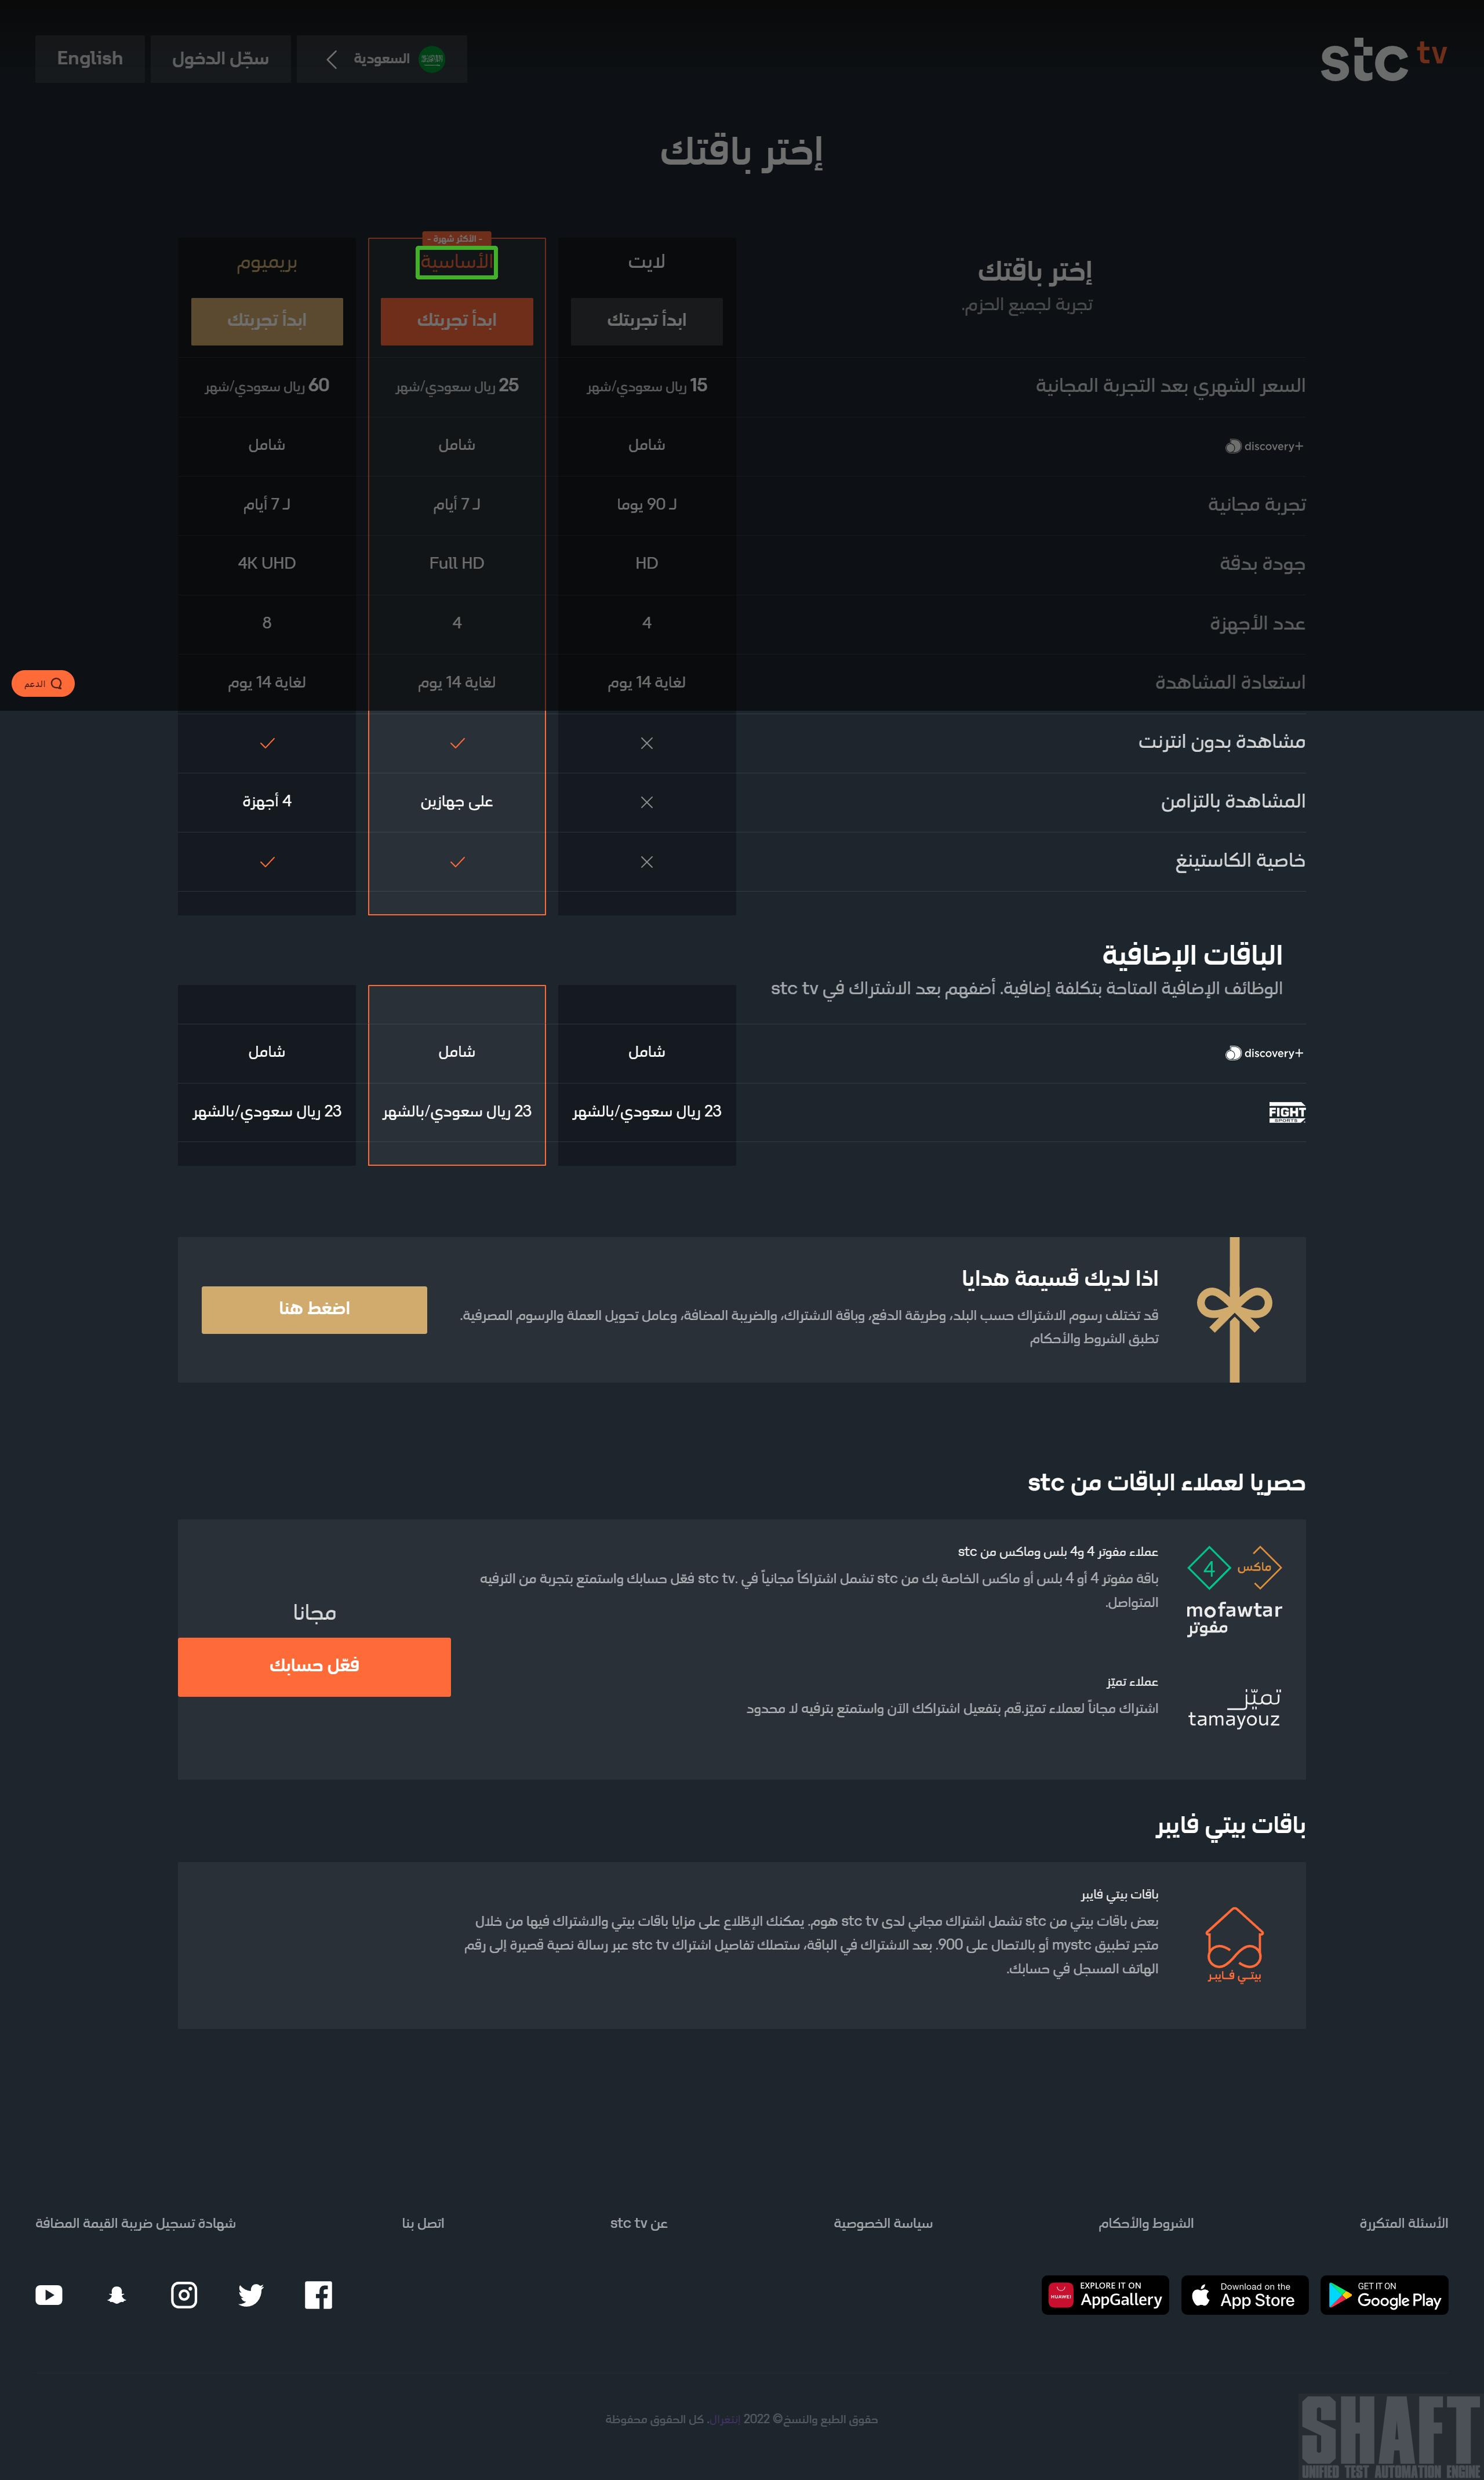 stc tv
السعودية
سجّل الدخول
English
إختر باقتك
إختر باقتك
تجربة لجميع الحزم.
لايت
- الأكثر شهرة -
الأساسية
بريميوم
ابدأ تجربتك
ابدأ تجربتك
ابدأ تجربتك
السعر الشهري بعد التجربة المجانية
15 ريال سعودي/شهر
25 ريال سعودي/شهر
60 ريال سعودي/شهر
discovery+
شامل
شامل
شامل
تجربة مجانية
لـ 90 يوما
لـ 7 أيام
لـ 7 أيام
جودة بدقة
HD
Full HD
4K UHD
عدد الأجهزة
4
4
8
استعادة المشاهدة
لغاية 14 يوم
لغاية 14 يوم
لغاية 14 يوم
الدعم
مشاهدة بدون انترنت
المشاهدة بالتزامن
على جهازين
4 أجهزة
خاصية الكاستينغ
الباقات الإضافية
الوظائف الإضافية المتاحة بتكلفة إضافية. أضفهم بعد الاشتراك في stc tv
discovery+
شامل
شامل
شامل
FIGHT
SPORTS
23 ريال سعودي/بالشهر
23 ريال سعودي/بالشهر
23 ريال سعودي/بالشهر
اذا لديك قسيمة هدايا
قد تختلف رسوم الاشتراك حسب البلد، وطريقة الدفع، وباقة الاشتراك، والضريبة المضافة، وعامل تحويل العملة والرسوم المصرفية.
تطبق الشروط والأحكام
اضغط هنا
حصريا لعملاء الباقات من stc
ماكس
4
mofawtar
مفوتر
عملاء مفوتر 4 و4 بلس وماكس من stc
باقة مفوتر 4 أو 4 بلس أو ماكس الخاصة بك من stc تشمل اشتراكاً مجانياً في .stc tv فعّل حسابك واستمتع بتجربة من الترفيه
المتواصل.
مجانا
فعّل حسابك
تميّز
tamayouz
عملاء تميّز
اشتراك مجاناً لعملاء تميّز.قم بتفعيل اشتراكك الآن واستمتع بترفيه لا محدود
باقات بيتي فايبر
بيتي فايبر
باقات بيتي فايبر
بعض باقات بيتي من stc تشمل اشتراك مجاني لدى stc tv هوم. يمكنك الإطّلاع على مزايا باقات بيتي والاشتراك فيها من خلال
متجر تطبيق mystc أو بالاتصال على 900. بعد الاشتراك في الباقة، ستصلك تفاصيل اشتراك stc tv عبر رسالة نصية قصيرة إلى رقم
الهاتف المسجل في حسابك.
الأسئلة المتكررة
الشروط والأحكام
سياسة الخصوصية
عن stc tv
اتصل بنا
شهادة تسجيل ضريبة القيمة المضافة
GET IT ON
Google Play
Download on the
App Store
HUAWEI
EXPLORE IT ON
AppGallery
حقوق الطبع والنسخ© 2022 إنتغرال. كل الحقوق محفوظة
SHAFT
UNIFIED TEST AUTOMATION ENGINE